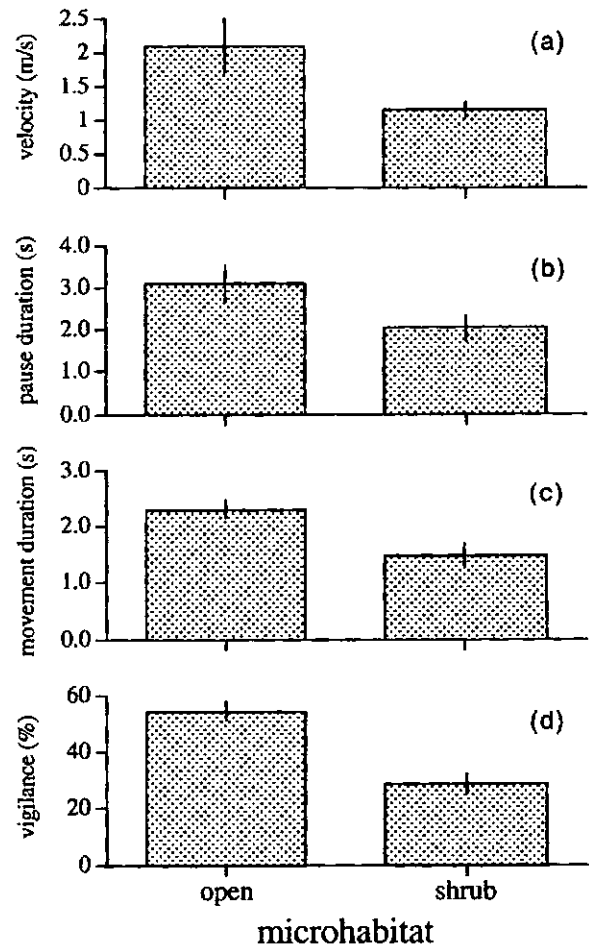 (a)
velocity (m/s)
2.5
2
1.5
1
0.5
0
(b)
pause duration (s)
4.0
3.0
2.0
1.0
0.0
(c)
movement duration (s)
3.0
2.0
1.0
0.0
(d)
vigilance (%)
60
40
20
0
open shrub
microhabitat